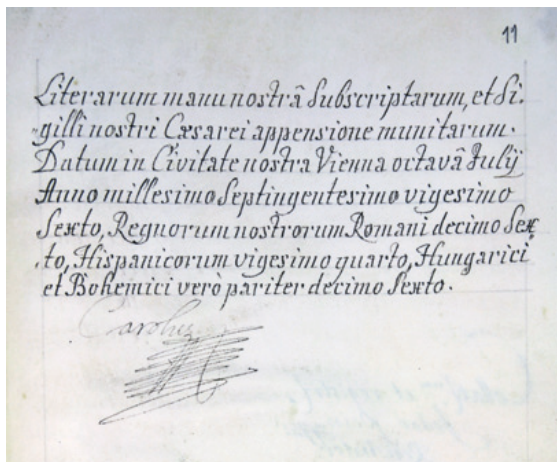 11
Literarum manu nostrâ Subscriptarum, et Si-
gilli nostri Cæsarei appensione munitarum.
Datum in Civitate nostra Vienna octavâ Julij
Anno millesimo Septingentesimo vigesimo
Sexto, Regnorum nostrorum Romani decimo Sex-
to, Hispanicorum vigesimo quarto, Hungarici
et Bohemici verò pariter decimo Sexto.
Carolus